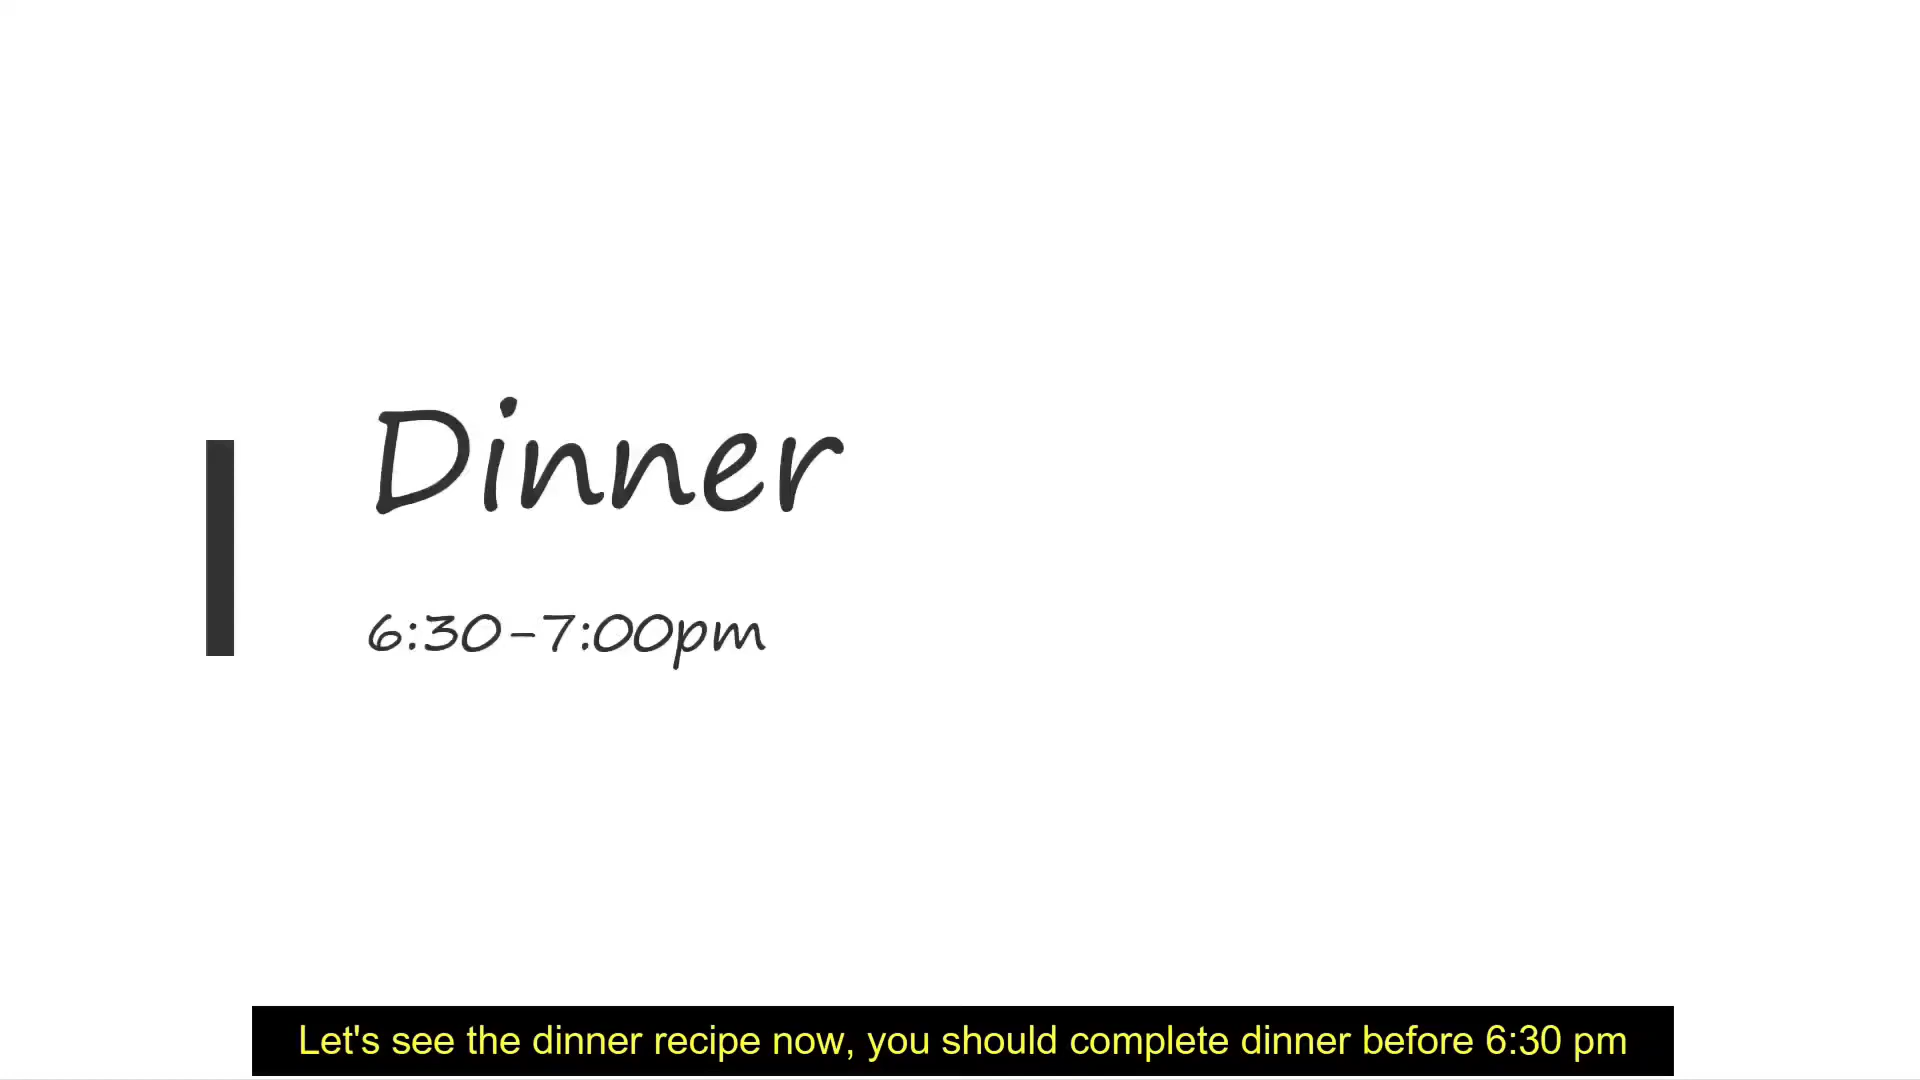 Dinner
6:30-7:00pm
Let's see the dinner recipe now, you should complete dinner before 6:30 pm